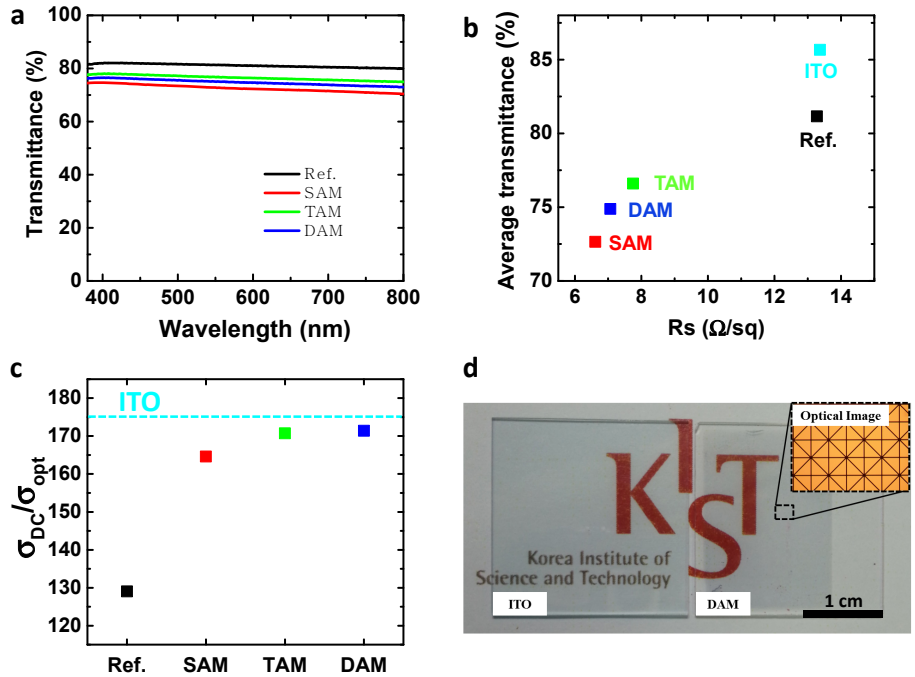 a
Transmittance (%)
100
80
60
40
20
0
Ref.
SAM
TAM
DAM
400
500
600
700
800
Wavelength (nm)
b
Average transmittance (%)
85
80
75
70
ITO
Ref.
TAM
DAM
SAM
6
8
10
12
14
Rs (Ω/sq)
c
σDC/σopt
180
170
160
150
140
130
120
ITO
Ref.
SAM
TAM
DAM
d
Optical Image
KIST
Korea Institute of
Science and Technology
ITO
DAM
1 cm